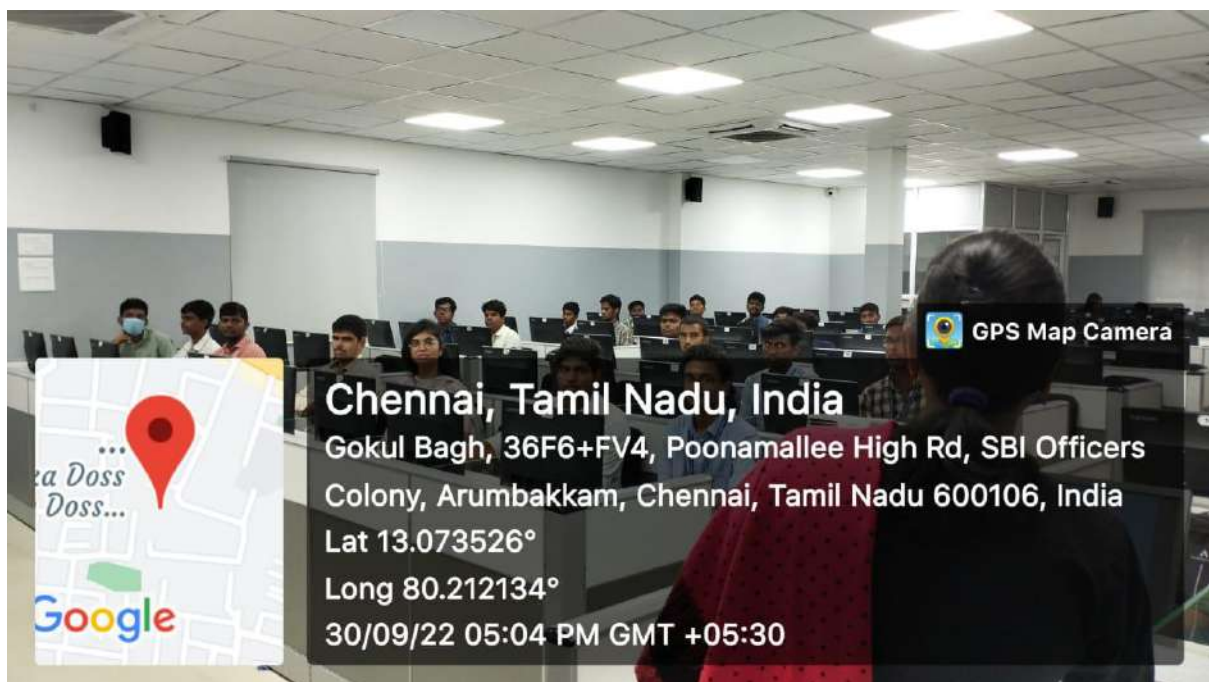 GPS Map Camera
Chennai, Tamil Nadu, India
Gokul Bagh, 36F6+FV4, Poonamallee High Rd, SBI Officers
Colony, Arumbakkam, Chennai, Tamil Nadu 600106, India
Lat 13.073526°
Long 80.212134°
30/09/22 05:04 PM GMT +05:30
...
Doss
Doss...
Google